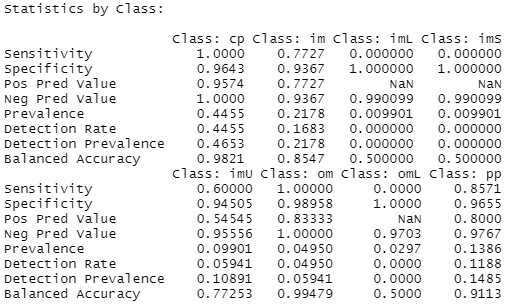 Statistics by Class:
Class: cp Class: im Class: imL Class: imS
Sensitivity 1.0000 0.7727 0.000000 0.000000
Specificity 0.9643 0.9367 1.000000 1.000000
Pos Pred Value 0.9574 0.7727 NaN NaN
Neg Pred Value 1.0000 0.9367 0.990099 0.990099
Prevalence 0.4455 0.2178 0.009901 0.009901
Detection Rate 0.4455 0.1683 0.000000 0.000000
Detection Prevalence 0.4653 0.2178 0.000000 0.000000
Balanced Accuracy 0.9821 0.8547 0.500000 0.500000
Class: imU Class: om Class: omL Class: pp
Sensitivity 0.60000 1.00000 0.0000 0.8571
Specificity 0.94505 0.98958 1.0000 0.9655
Pos Pred Value 0.54545 0.83333 NaN 0.8000
Neg Pred Value 0.95556 1.00000 0.9703 0.9767
Prevalence 0.09901 0.04950 0.0297 0.1386
Detection Rate 0.05941 0.04950 0.0000 0.1188
Detection Prevalence 0.10891 0.05941 0.0000 0.1485
Balanced Accuracy 0.77253 0.99479 0.5000 0.9113